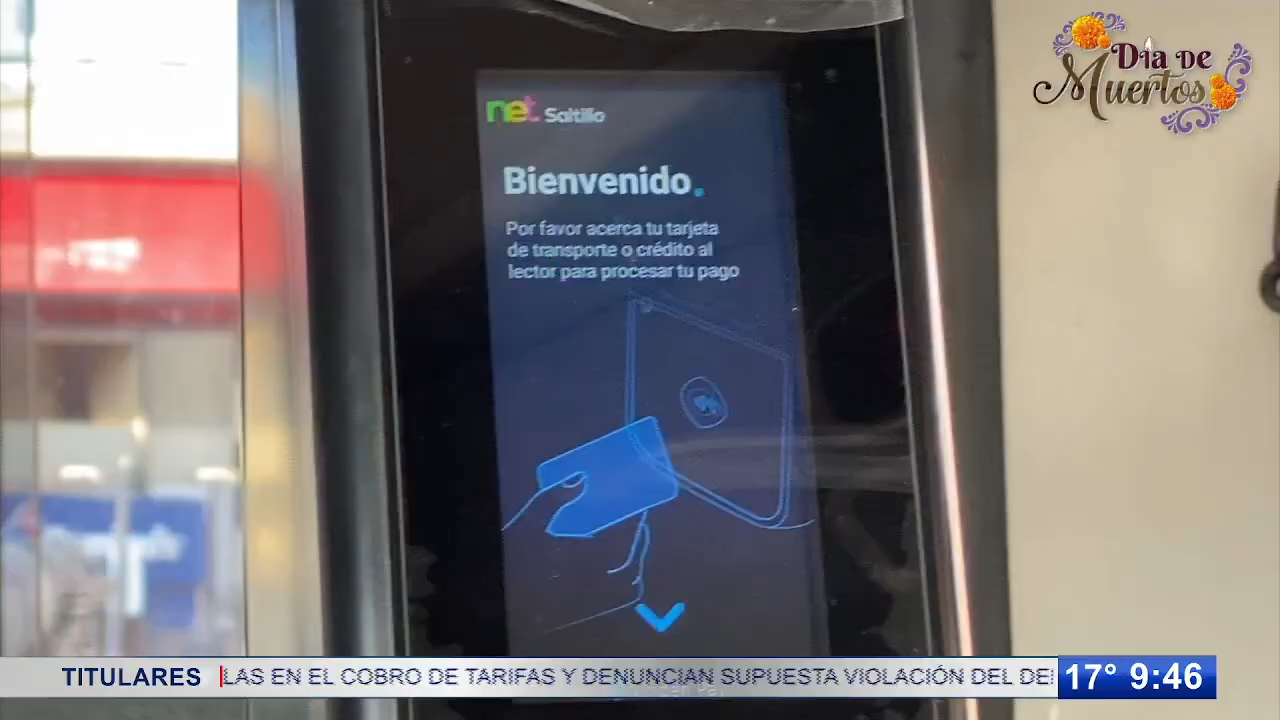 Día de
Muertos
net. Saltillo
Bienvenido.
Por favor acerca tu tarjeta
de transporte o crédito al
lector para procesar tu pago
TITULARES
LAS EN EL COBRO DE TARIFAS Y DENUNCIAN SUPUESTA VIOLACIÓN DEL DE
17° 9:46